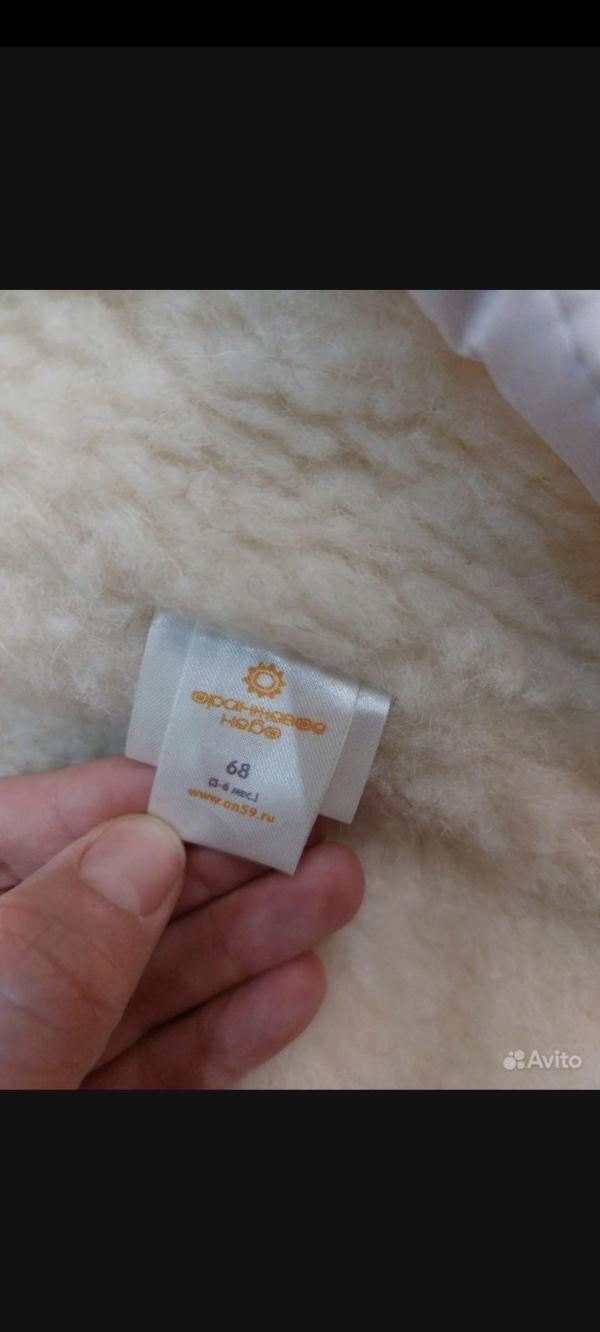 оранжевое
небо
68
(3-6 мес.)
www.on59.ru
Avito